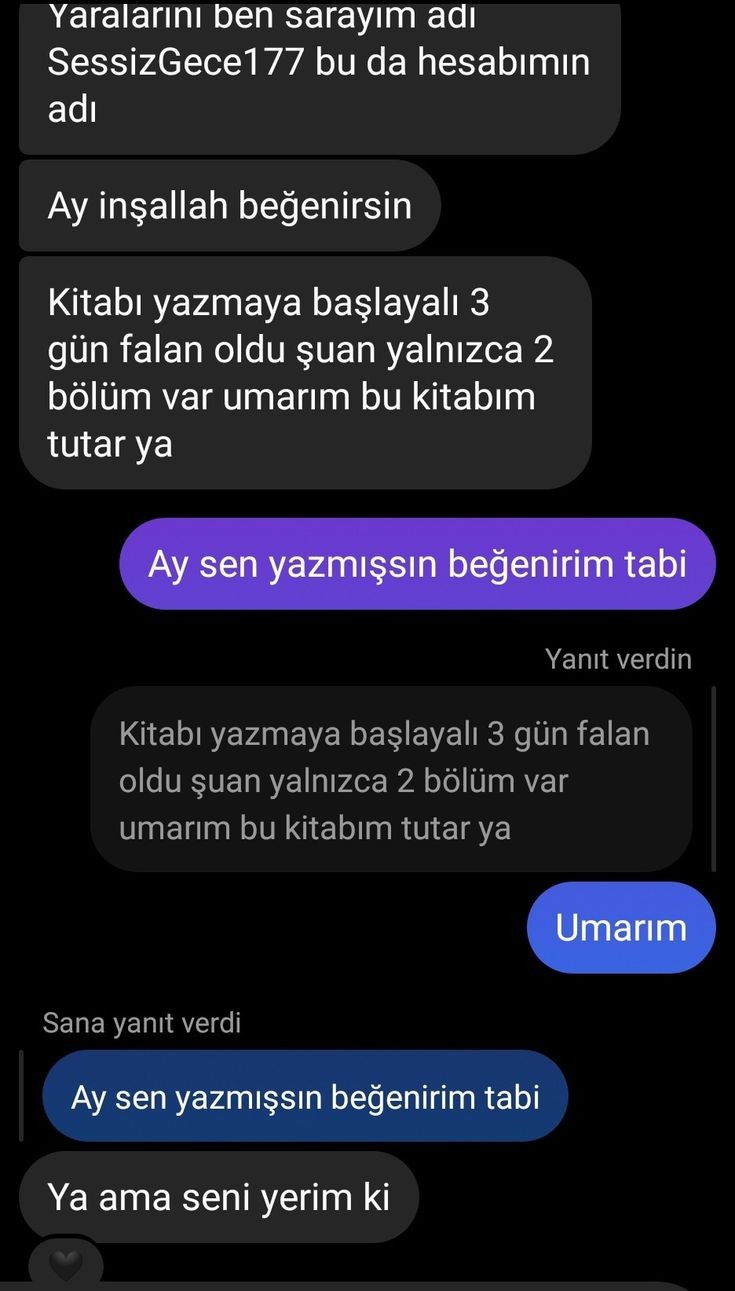 Yaralarını ben sarayım adı
SessizGece177 bu da hesabımın
adı
Ay inşallah beğenirsin
Kitabı yazmaya başlayalı 3
gün falan oldu şuan yalnızca 2
bölüm var umarım bu kitabım
tutar ya
Ay sen yazmışsın beğenirim tabi
Yanıt verdin
Kitabı yazmaya başlayalı 3 gün falan
oldu şuan yalnızca 2 bölüm var
umarım bu kitabım tutar ya
Umarım
Sana yanıt verdi
Ay sen yazmışsın beğenirim tabi
Ya ama seni yerim ki